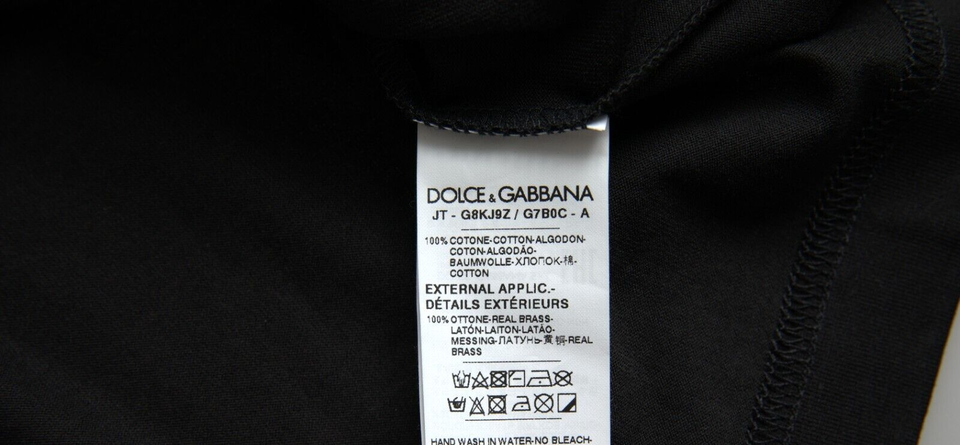 DOLCE & GABBANA
JT - G8KJ9Z / G7B0C - A
100% COTONE-COTTON-ALGODON-
COTON-ALGODÃO-
BAUMWOLLE-ХЛОПОК-棉-
COTTON
EXTERNAL APPLIC.-
DÉTAILS EXTÉRIEURS
100% OTTONE-REAL BRASS-
LATÓN-LAITON-LATÃO-
MESSING-ЛАТУНЬ-黄铜-REAL
BRASS
HAND WASH IN WATER-NO BLEACH-